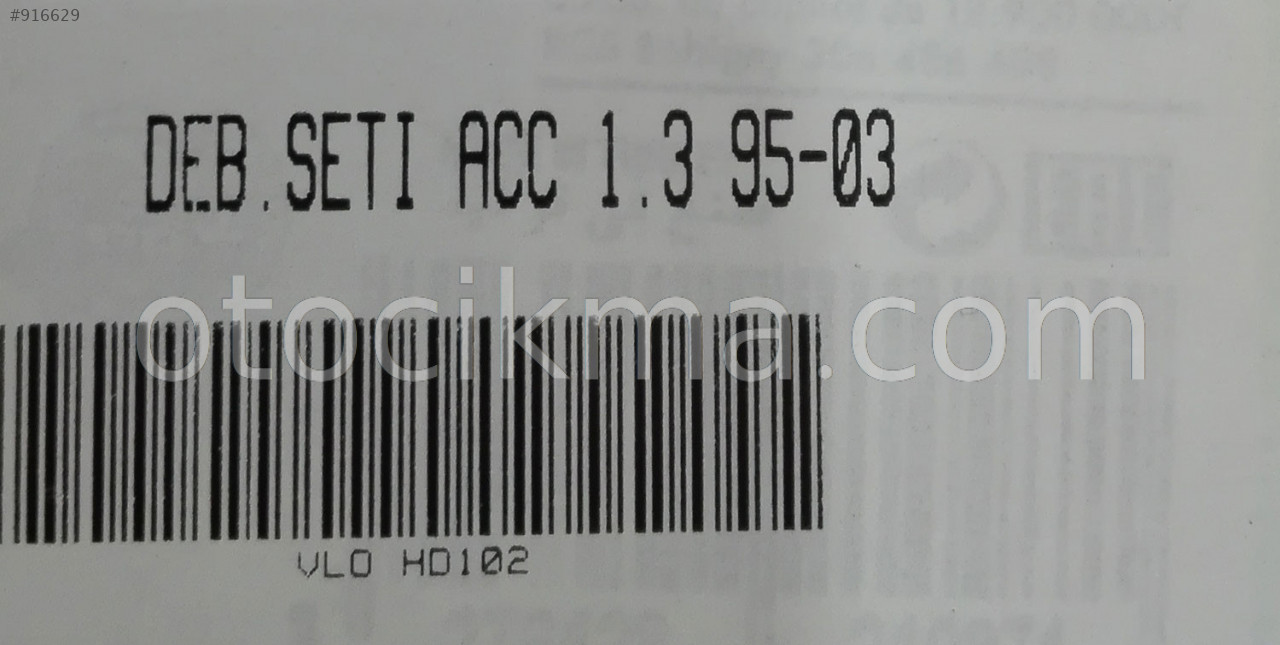 #916629
DEB.SETI ACC 1.3 95-03
otocikma.com
VLO HD102